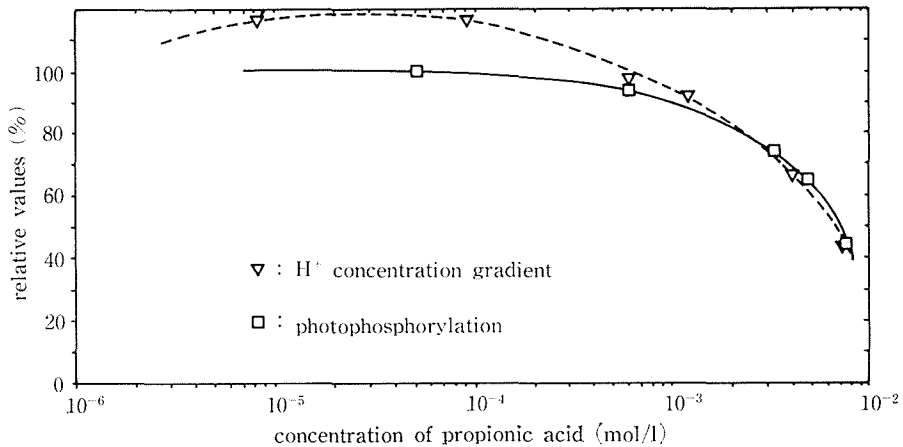 relative values (%)
100
80
60
40
20
0
▽ : H⁺ concentration gradient
□ : photophosphorylation
10⁻⁶ 10⁻⁵ 10⁻⁴ 10⁻³ 10⁻²
concentration of propionic acid (mol/l)